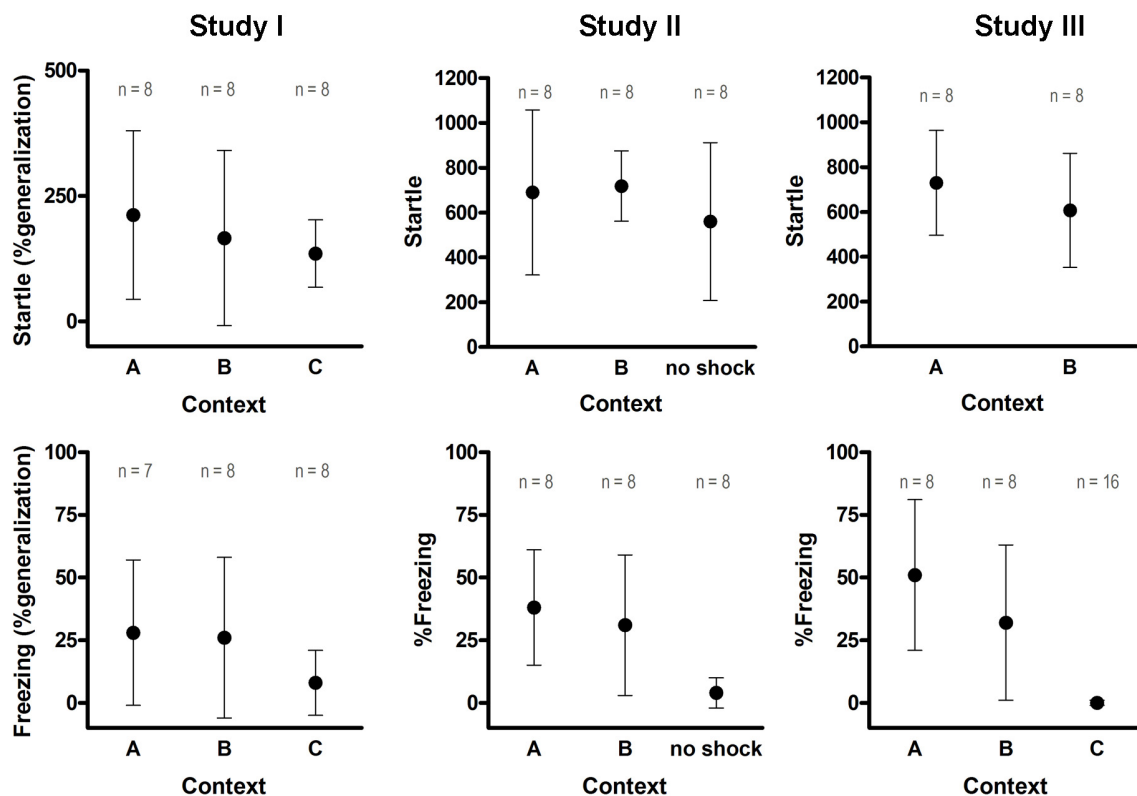 Study I
Study II
Study III
Startle (%generalization)
500
250
0
n = 8
n = 8
n = 8
A
B
C
Context
Startle
1200
1000
800
600
400
200
0
n = 8
n = 8
n = 8
A
B
no shock
Context
Startle
1200
1000
800
600
400
200
0
n = 8
n = 8
A
B
Context
Freezing (%generalization)
100
75
50
25
0
n = 7
n = 8
n = 8
A
B
C
Context
%Freezing
100
75
50
25
0
n = 8
n = 8
n = 8
A
B
no shock
Context
%Freezing
100
75
50
25
0
n = 8
n = 8
n = 16
A
B
C
Context